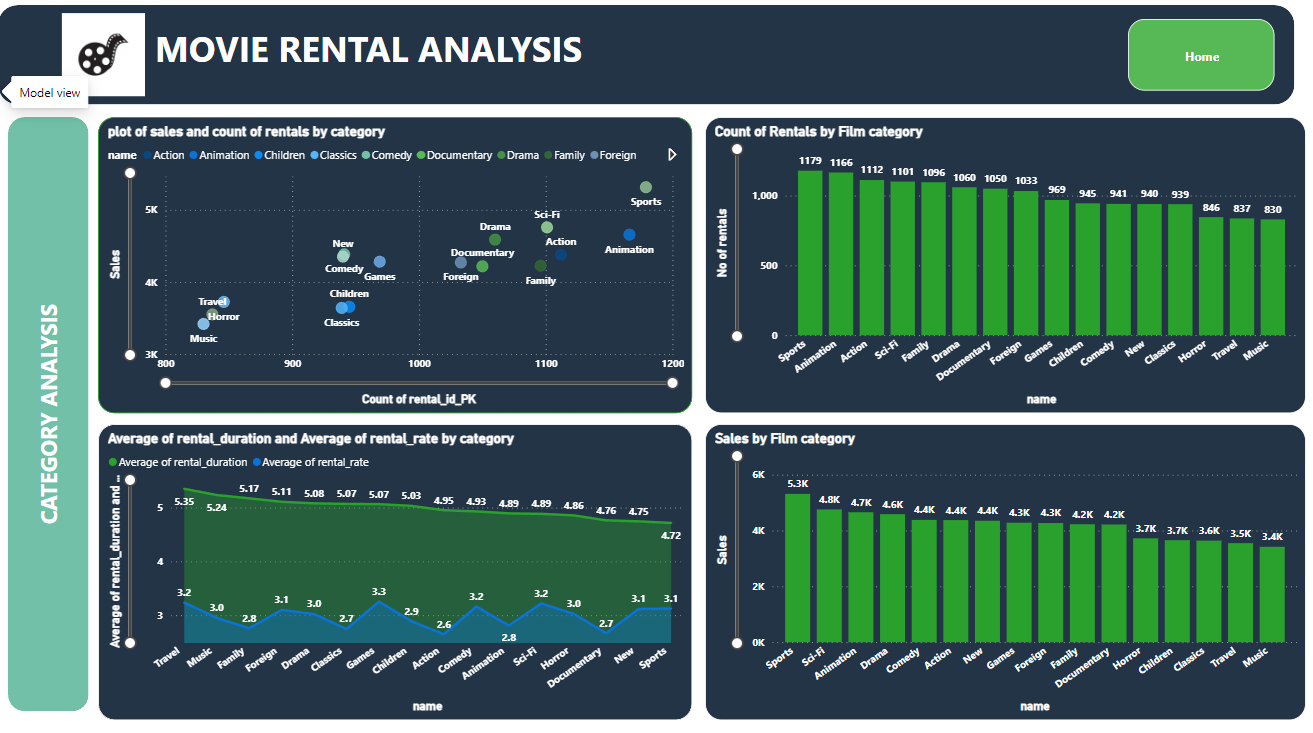 MOVIE RENTAL ANALYSIS
Home
Model view
CATEGORY ANALYSIS
plot of sales and count of rentals by category
name Action Animation Children Classics Comedy Documentary Drama Family Foreign
Sales
5K
4K
3K
Sports
Sci-Fi
Drama
Action
Animation
New
Documentary
Comedy
Games
Foreign
Family
Children
Travel
Horror
Classics
Music
800 900 1000 1100 1200
Count of rental_id_PK
Count of Rentals by Film category
No of rentals
1,000
500
0
1179 1166 1112 1101 1096 1060 1050 1033 969 945 941 940 939 846 837 830
Sports Animation Action Sci-Fi Family Drama Documentary Foreign Games Children Comedy New Classics Horror Travel Music
name
Average of rental_duration and Average of rental_rate by category
Average of rental_duration Average of rental_rate
Average of rental_duration and ...
5
4
3
5.35 5.24 5.17 5.11 5.08 5.07 5.07 5.03 4.95 4.93 4.89 4.89 4.86 4.76 4.75 4.72
3.2 3.0 2.8 3.1 3.0 2.7 3.3 2.9 2.6 3.2 2.8 3.2 3.0 2.7 3.1 3.1
Travel Music Family Foreign Drama Classics Games Children Action Comedy Animation Sci-Fi Horror Documentary New Sports
name
Sales by Film category
Sales
6K
4K
2K
0K
5.3K 4.8K 4.7K 4.6K 4.4K 4.4K 4.4K 4.3K 4.3K 4.2K 4.2K 3.7K 3.7K 3.6K 3.5K 3.4K
Sports Sci-Fi Animation Drama Comedy Action New Games Foreign Family Documentary Horror Children Classics Travel Music
name